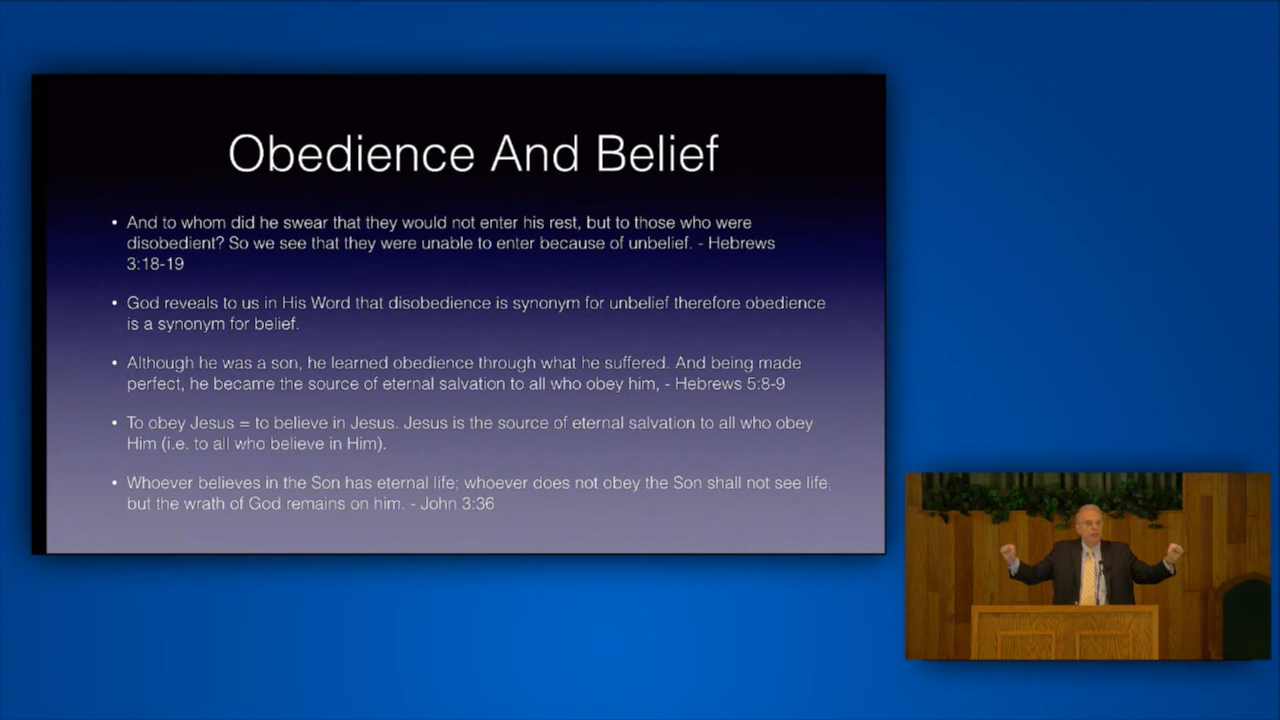 Obedience And Belief
• And to whom did he swear that they would not enter his rest, but to those who were
disobedient? So we see that they were unable to enter because of unbelief. - Hebrews
3:18-19
• God reveals to us in His Word that disobedience is synonym for unbelief therefore obedience
is a synonym for belief.
• Although he was a son, he learned obedience through what he suffered. And being made
perfect, he became the source of eternal salvation to all who obey him, - Hebrews 5:8-9
• To obey Jesus = to believe in Jesus. Jesus is the source of eternal salvation to all who obey
Him (i.e. to all who believe in Him).
• Whoever believes in the Son has eternal life; whoever does not obey the Son shall not see life,
but the wrath of God remains on him. - John 3:36